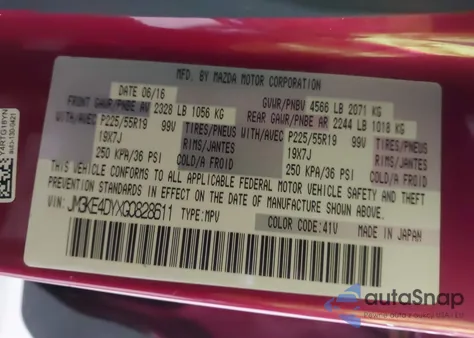 MFD. BY MAZDA MOTOR CORPORATION
DATE 06/16
GVWR/PNBV 4566 LB 2071 KG
FRONT GAWR/PNBE AV 2328 LB 1056 KG
REAR GAWR/PNBE AR 2244 LB 1018 KG
WITH/AVEC P225/55R19 99V TIRES/PNEUS
19X7J RIMS/JANTES
250 KPA/36 PSI COLD/A FROID
WITH/AVEC P225/55R19 99V TIRES/PNEUS
19X7J RIMS/JANTES
250 KPA/36 PSI COLD/A FROID
THIS VEHICLE CONFORMS TO ALL APPLICABLE FEDERAL MOTOR VEHICLE SAFETY AND THEFT
PREVENTION STANDARDS IN EFFECT ON THE DATE OF MANUFACTURE SHOWN ABOVE.
VIN: JM3KE4DYXG0828611 TYPE:MPV
COLOR CODE:41V MADE IN JAPAN
autoSnap